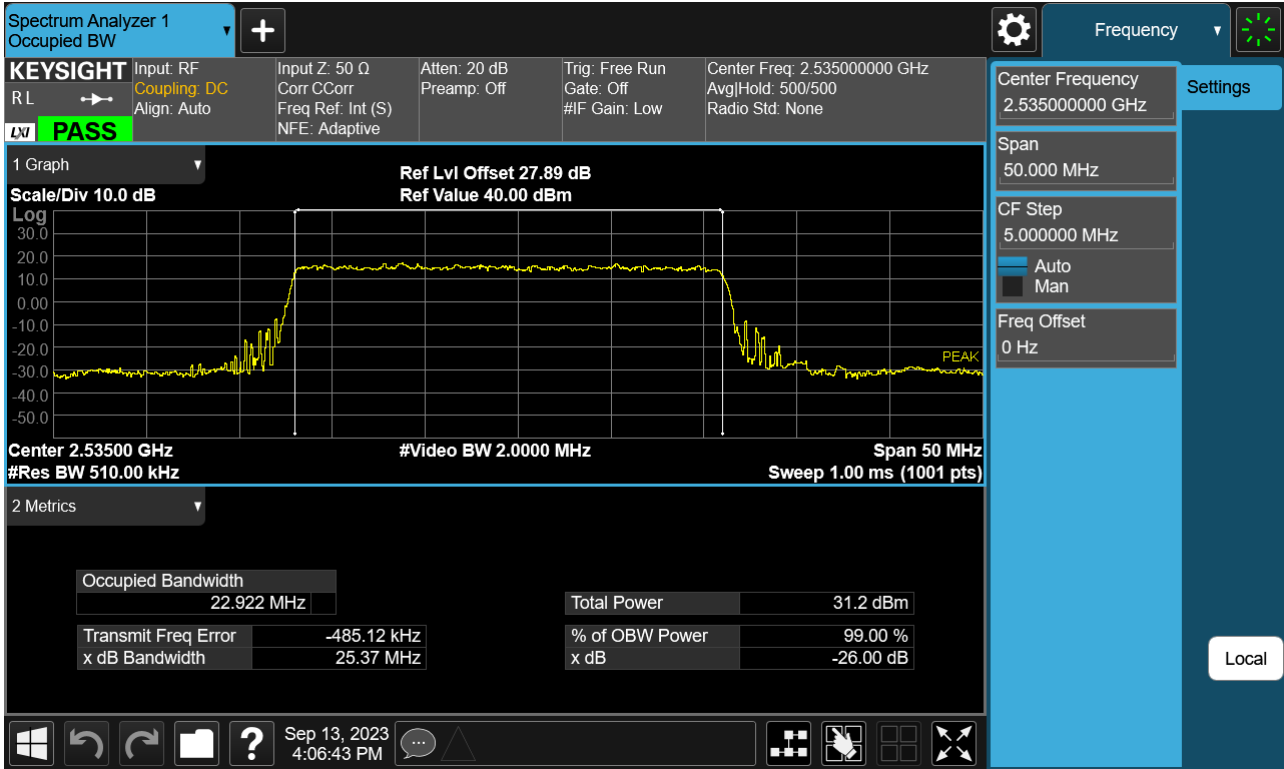 Spectrum Analyzer 1
Occupied BW
Frequency
KEYSIGHT
R L
LXI PASS
Input: RF
Coupling: DC
Align: Auto
Input Z: 50 Ω
Corr CCorr
Freq Ref: Int (S)
NFE: Adaptive
Atten: 20 dB
Preamp: Off
Trig: Free Run
Gate: Off
#IF Gain: Low
Center Freq: 2.535000000 GHz
Avg|Hold: 500/500
Radio Std: None
1 Graph
Scale/Div 10.0 dB
Ref Lvl Offset 27.89 dB
Ref Value 40.00 dBm
Log
30.0
20.0
10.0
0.00
-10.0
-20.0
-30.0
-40.0
-50.0
PEAK
Center 2.53500 GHz
#Video BW 2.0000 MHz
Span 50 MHz
#Res BW 510.00 kHz
Sweep 1.00 ms (1001 pts)
2 Metrics
Occupied Bandwidth
22.922 MHz
Total Power 31.2 dBm
Transmit Freq Error -485.12 kHz
% of OBW Power 99.00 %
x dB Bandwidth 25.37 MHz
x dB -26.00 dB
Center Frequency
2.535000000 GHz
Settings
Span
50.000 MHz
CF Step
5.000000 MHz
Auto
Man
Freq Offset
0 Hz
Local
?
Sep 13, 2023
4:06:43 PM